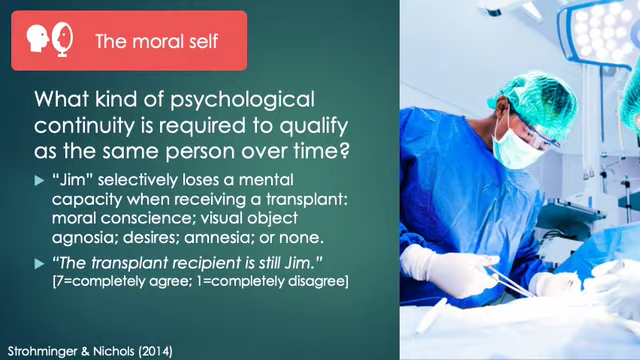 The moral self
What kind of psychological
continuity is required to qualify
as the same person over time?
“Jim” selectively loses a mental
capacity when receiving a transplant:
moral conscience; visual object
agnosia; desires; amnesia; or none.
“The transplant recipient is still Jim.”
[7=completely agree; 1=completely disagree]
Strohminger & Nichols (2014)